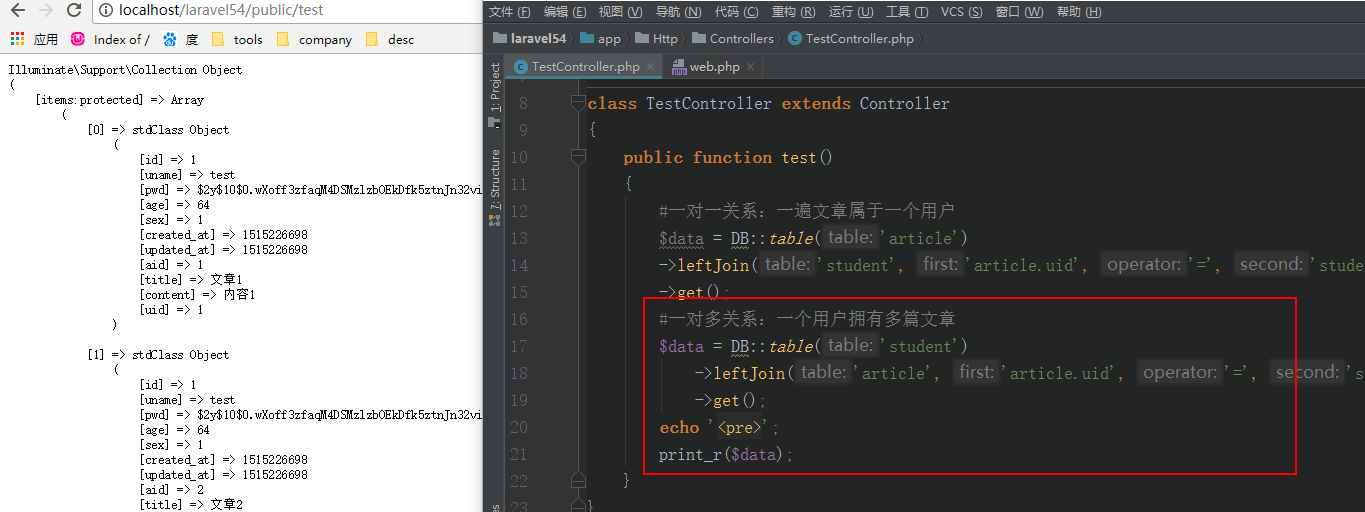 localhost/laravel54/public/test
应用 Index of / 度 tools company desc
Illuminate\Support\Collection Object
(
[items:protected] => Array
(
[0] => stdClass Object
(
[id] => 1
[uname] => test
[pwd] => $2y$10$0.wXoff3zfaqM4DSMzlzbOEkDfk5ztnJn32vi
[age] => 64
[sex] => 1
[created_at] => 1515226698
[updated_at] => 1515226698
[aid] => 1
[title] => 文章1
[content] => 内容1
[uid] => 1
)
[1] => stdClass Object
(
[id] => 1
[uname] => test
[pwd] => $2y$10$0.wXoff3zfaqM4DSMzlzbOEkDfk5ztnJn32vi
[age] => 64
[sex] => 1
[created_at] => 1515226698
[updated_at] => 1515226698
[aid] => 2
[title] => 文章2
文件 (F) 编辑 (E) 视图 (V) 导航 (N) 代码 (C) 重构 (R) 运行 (U) 工具 (T) VCS (S) 窗口 (W) 帮助 (H)
laravel54 app Http Controllers TestController.php
TestController.php web.php
1: Project
7: Structure
8 class TestController extends Controller
9 {
10 public function test()
11 {
12 #一对一关系：一遍文章属于一个用户
13 $data = DB::table( table: 'article')
14 ->leftJoin( table: 'student', first: 'article.uid', operator: '=', second: 'stude
15 ->get();
16 #一对多关系：一个用户拥有多篇文章
17 $data = DB::table( table: 'student')
18 ->leftJoin( table: 'article', first: 'article.uid', operator: '=', second: 's
19 ->get();
20 echo '<pre>';
21 print_r($data);
22 }
23 }